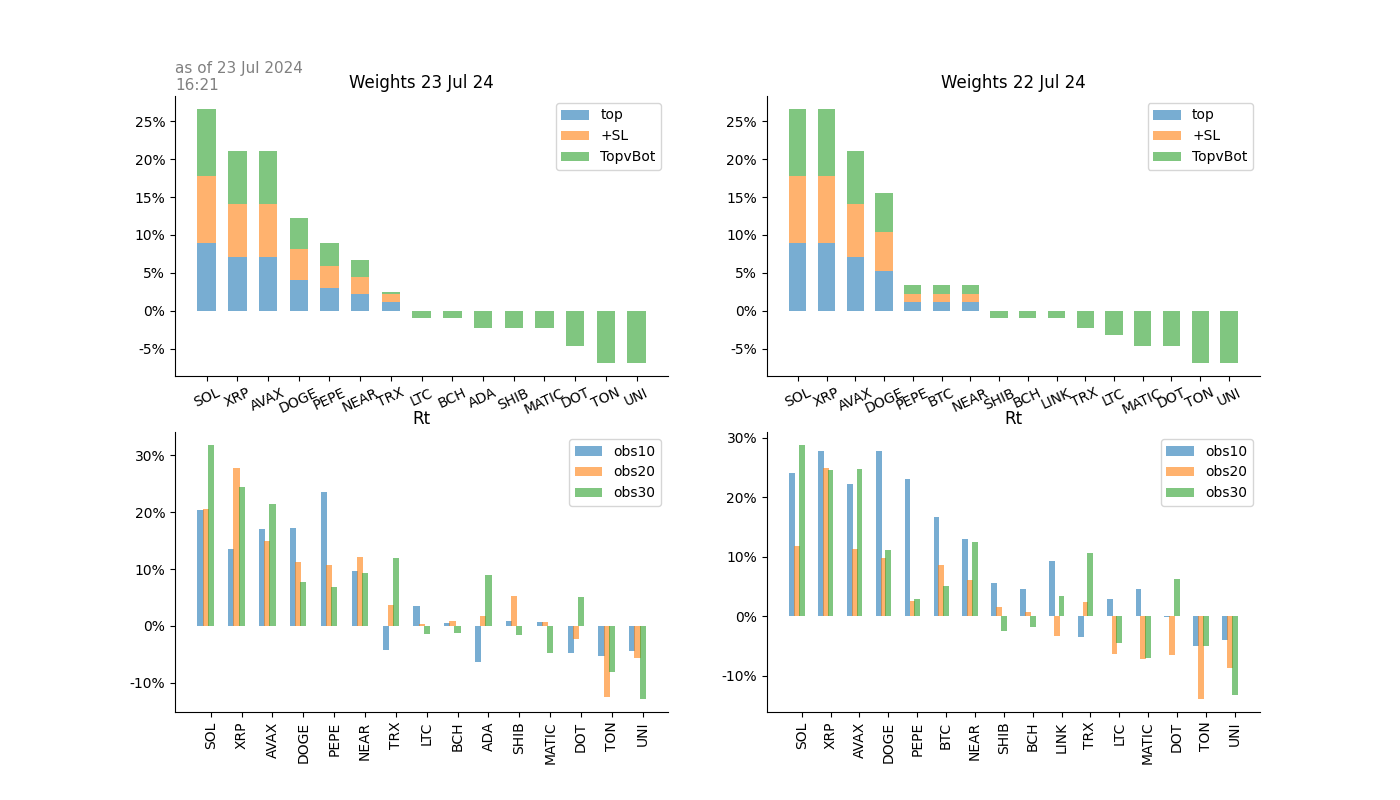 as of 23 Jul 2024
16:21
Weights 23 Jul 24
25%
20%
15%
10%
5%
0%
-5%
top
+SL
TopvBot
SOL XRP AVAX DOGE PEPE NEAR TRX LTC BCH ADA SHIB MATIC DOT TON UNI
Weights 22 Jul 24
25%
20%
15%
10%
5%
0%
-5%
top
+SL
TopvBot
SOL XRP AVAX DOGE PEPE BTC NEAR SHIB BCH LINK TRX LTC MATIC DOT TON UNI
Rt
30%
20%
10%
0%
-10%
obs10
obs20
obs30
SOL XRP AVAX DOGE PEPE NEAR TRX LTC BCH ADA SHIB MATIC DOT TON UNI
Rt
30%
20%
10%
0%
-10%
obs10
obs20
obs30
SOL XRP AVAX DOGE PEPE BTC NEAR SHIB BCH LINK TRX LTC MATIC DOT TON UNI